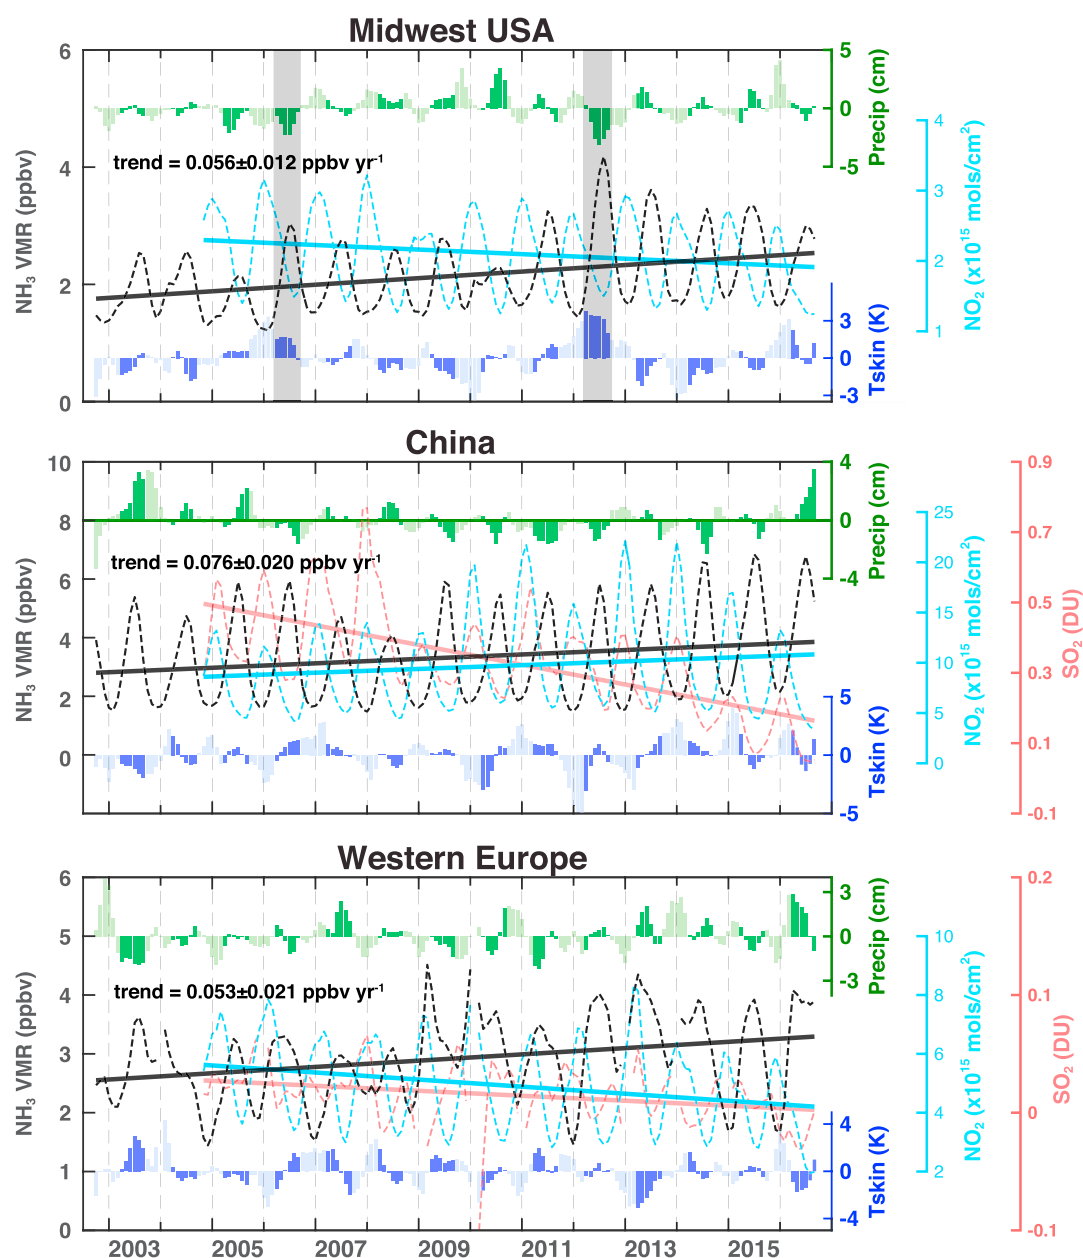 Midwest USA
6
4
2
0
NH3 VMR (ppbv)
trend = 0.056±0.012 ppbv yr-1
5
0
-5
Precip (cm)
3
0
-3
Tskin (K)
4
3
2
1
NO2 (x10^15 mols/cm^2)
China
10
8
6
4
2
0
NH3 VMR (ppbv)
trend = 0.076±0.020 ppbv yr-1
4
0
-4
Precip (cm)
5
0
-5
Tskin (K)
25
20
15
10
5
0
NO2 (x10^15 mols/cm^2)
0.9
0.7
0.5
0.3
0.1
-0.1
SO2 (DU)
Western Europe
6
5
4
3
2
1
0
NH3 VMR (ppbv)
trend = 0.053±0.021 ppbv yr-1
3
0
-3
Precip (cm)
4
0
-4
Tskin (K)
10
8
6
4
2
NO2 (x10^15 mols/cm^2)
0.2
0.1
0
-0.1
SO2 (DU)
2003 2005 2007 2009 2011 2013 2015